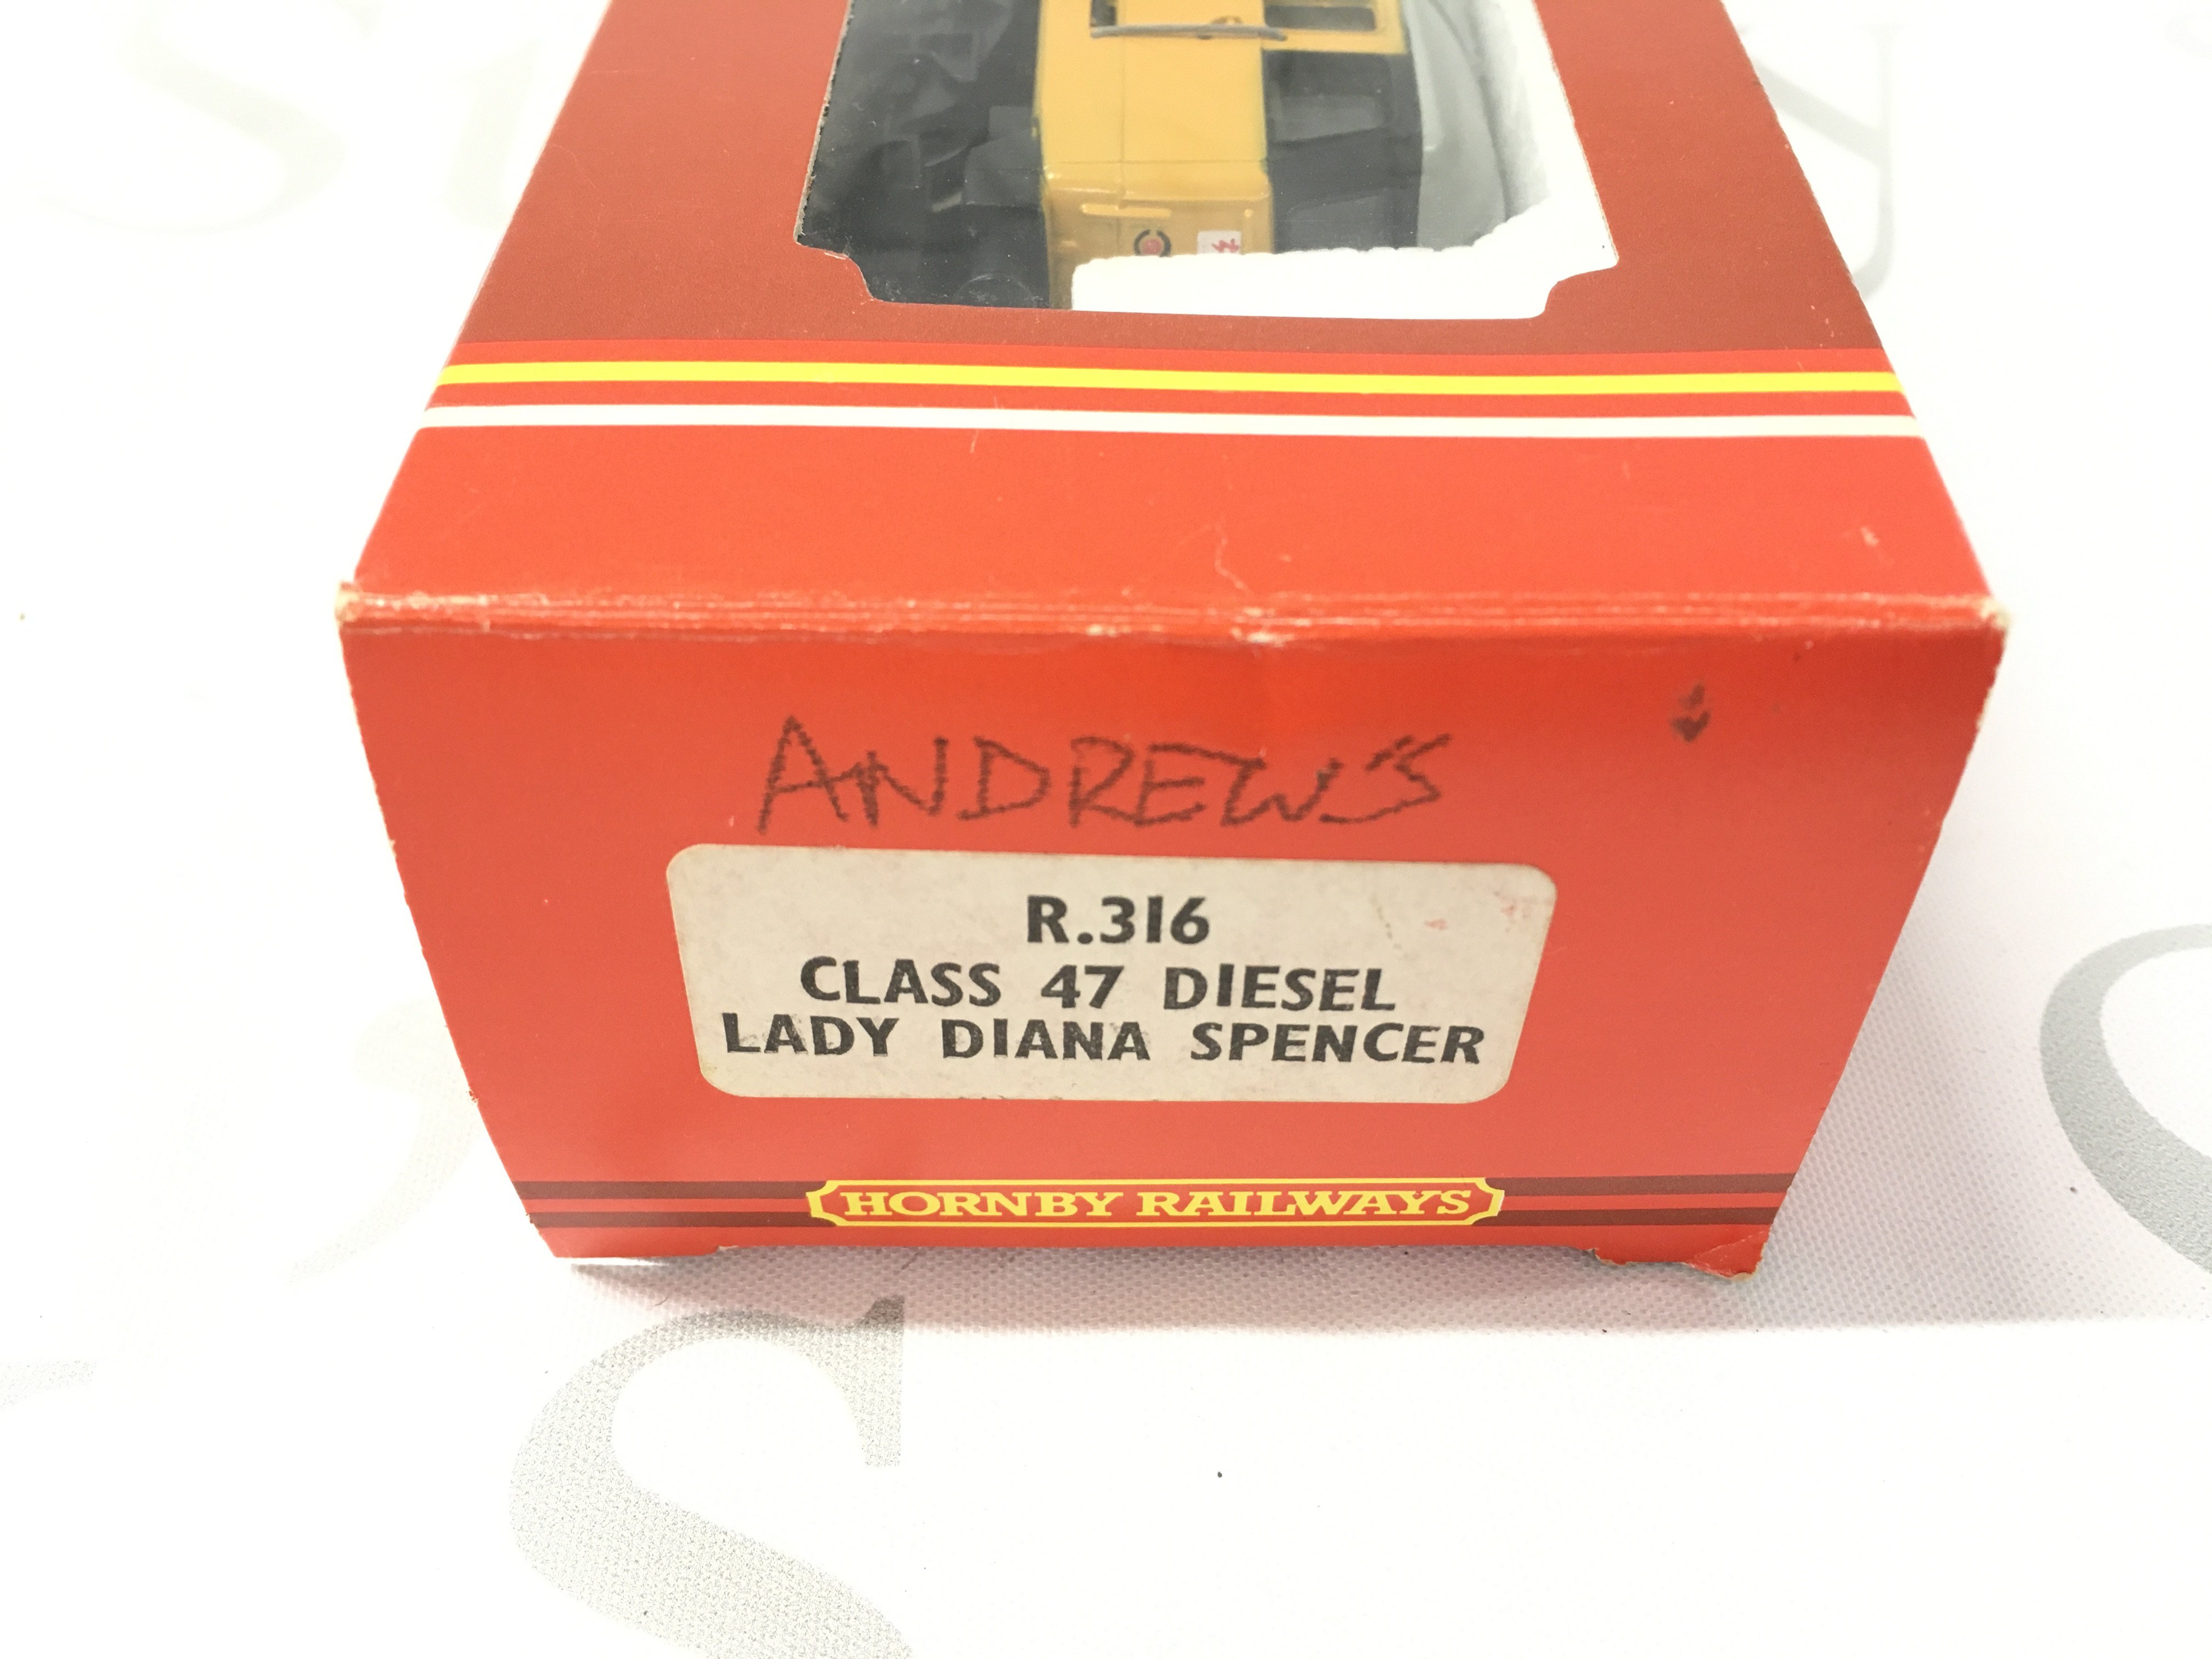 ANDREW'S
R.316
CLASS 47 DIESEL
LADY DIANA SPENCER
HORNBY RAILWAYS